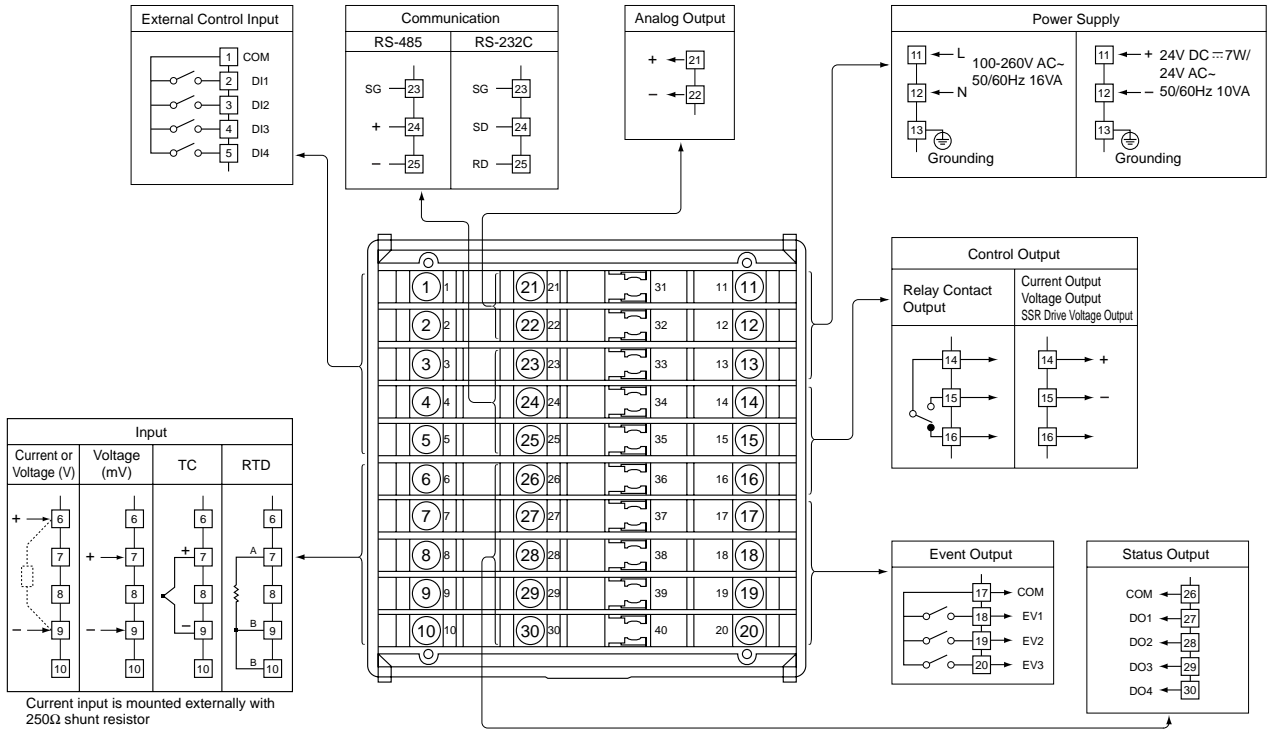 External Control Input
1 COM
2 DI1
3 DI2
4 DI3
5 DI4
Communication
RS-485 RS-232C
SG 23 SG 23
+ 24 SD 24
− 25 RD 25
Analog Output
+ 21
− 22
Power Supply
11 L 100-260V AC~
12 N 50/60Hz 16VA
13
Grounding
11 + 24V DC ⎓7W/
24V AC~
12 − 50/60Hz 10VA
13
Grounding
1 1 21 21 31 11 11
2 2 22 22 32 12 12
3 3 23 23 33 13 13
4 4 24 24 34 14 14
5 5 25 25 35 15 15
6 6 26 26 36 16 16
7 7 27 27 37 17 17
8 8 28 28 38 18 18
9 9 29 29 39 19 19
10 10 30 30 40 20 20
Control Output
Relay Contact
Output
Current Output
Voltage Output
SSR Drive Voltage Output
14 14 +
15 15 −
16 16
Input
Current or
Voltage (V)
Voltage
(mV)
TC
RTD
+ 6 6 6 6
7 + 7 + 7 A 7
8 8 8 8
− 9 − 9 − 9 B 9
10 10 10 B 10
Current input is mounted externally with
250Ω shunt resistor
Event Output
17 COM
18 EV1
19 EV2
20 EV3
Status Output
COM 26
DO1 27
DO2 28
DO3 29
DO4 30